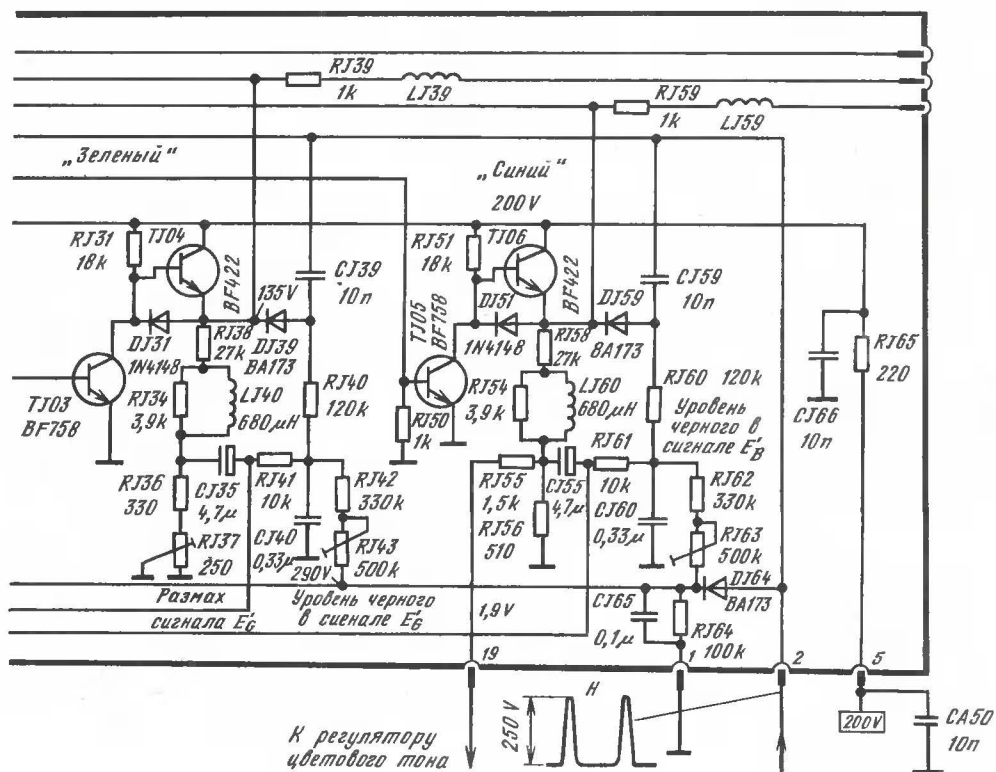 RJ39
1k
LJ39
RJ59
1k
LJ59
„Зеленый“
„Синий“
200V
RJ31
18k
TJ04
BF422
CJ39
10п
135V
RJ51
18k
TJ06
BF422
CJ59
10п
DJ31
1N4148
RJ38
27k
DJ39
BA173
TJ05
BF758
DJ51
1N4148
RJ58
27k
DJ59
BA173
RJ65
220
CJ66
10п
TJ03
BF758
RJ34
3,9k
LJ40
680μH
RJ40
120k
RJ50
1k
RJ54
3,9k
LJ60
680μH
RJ60 120k
Уровень
черного в
сигнале E'B
RJ36
330
CJ35
4,7μ
RJ41
10k
RJ42
330k
RJ55
1,5k
CJ55
4,7μ
RJ61
10k
RJ62
330k
RJ37
250
CJ40
0,33μ
RJ43
500k
RJ56
510
CJ60
0,33μ
RJ63
500k
290V
Размах
сигнала E'G
Уровень черного
в сигнале E'G
1,9V
CJ65
0,1μ
RJ64
100k
DJ64
BA173
19
1
2
5
H
250 V
200V
CA50
10п
К регулятору
цветового тона